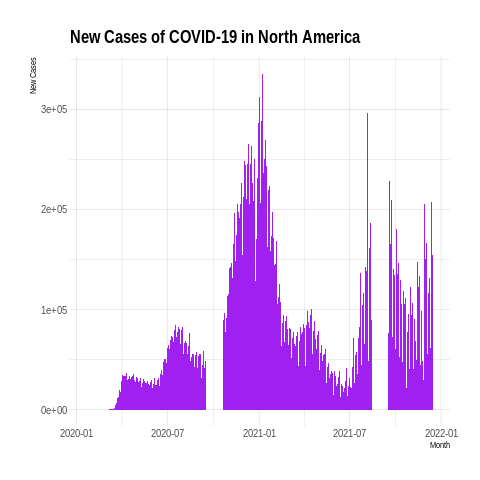 New Cases of COVID-19 in North America
New Cases
3e+05
2e+05
1e+05
0e+00
2020-01 2020-07 2021-01 2021-07 2022-01
Month